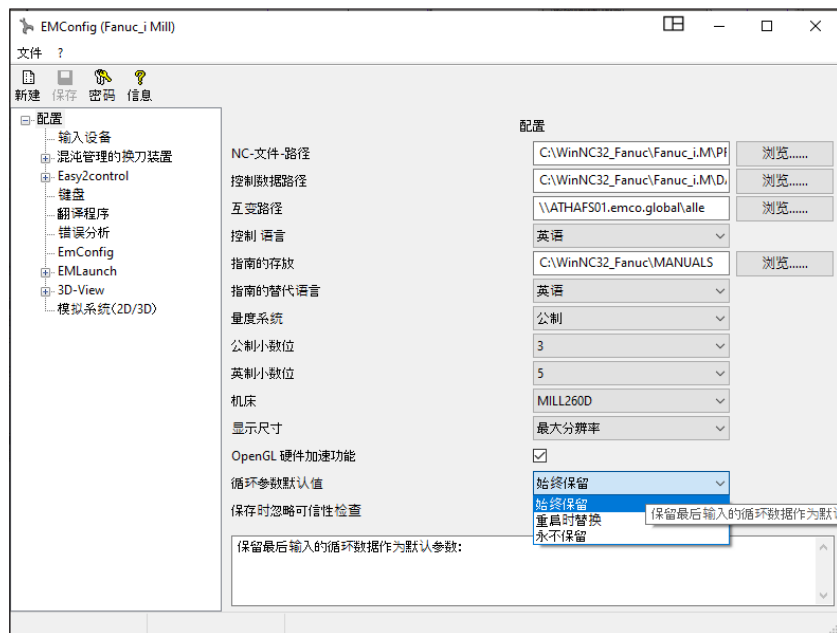 EMConfig (Fanuc_i Mill)
文件 ?
新建 保存 密码 信息
配置
输入设备
混沌管理的换刀装置
Easy2control
键盘
翻译程序
错误分析
EmConfig
EMLaunch
3D-View
模拟系统(2D/3D)
配置
NC-文件-路径 C:\WinNC32_Fanuc\Fanuc_i.M\PI 浏览......
控制数据路径 C:\WinNC32_Fanuc\Fanuc_i.M\D. 浏览......
互变路径 \\ATHAFS01.emco.global\alle 浏览......
控制 语言 英语
指南的存放 C:\WinNC32_Fanuc\MANUALS 浏览......
指南的替代语言 英语
量度系统 公制
公制小数位 3
英制小数位 5
机床 MILL260D
显示尺寸 最大分辨率
OpenGL 硬件加速功能
循环参数默认值 始终保留
始终保留
保留最后输入的循环数据作为默认
重启时替换
保存时忽略可信性检查
永不保留
保留最后输入的循环数据作为默认参数: